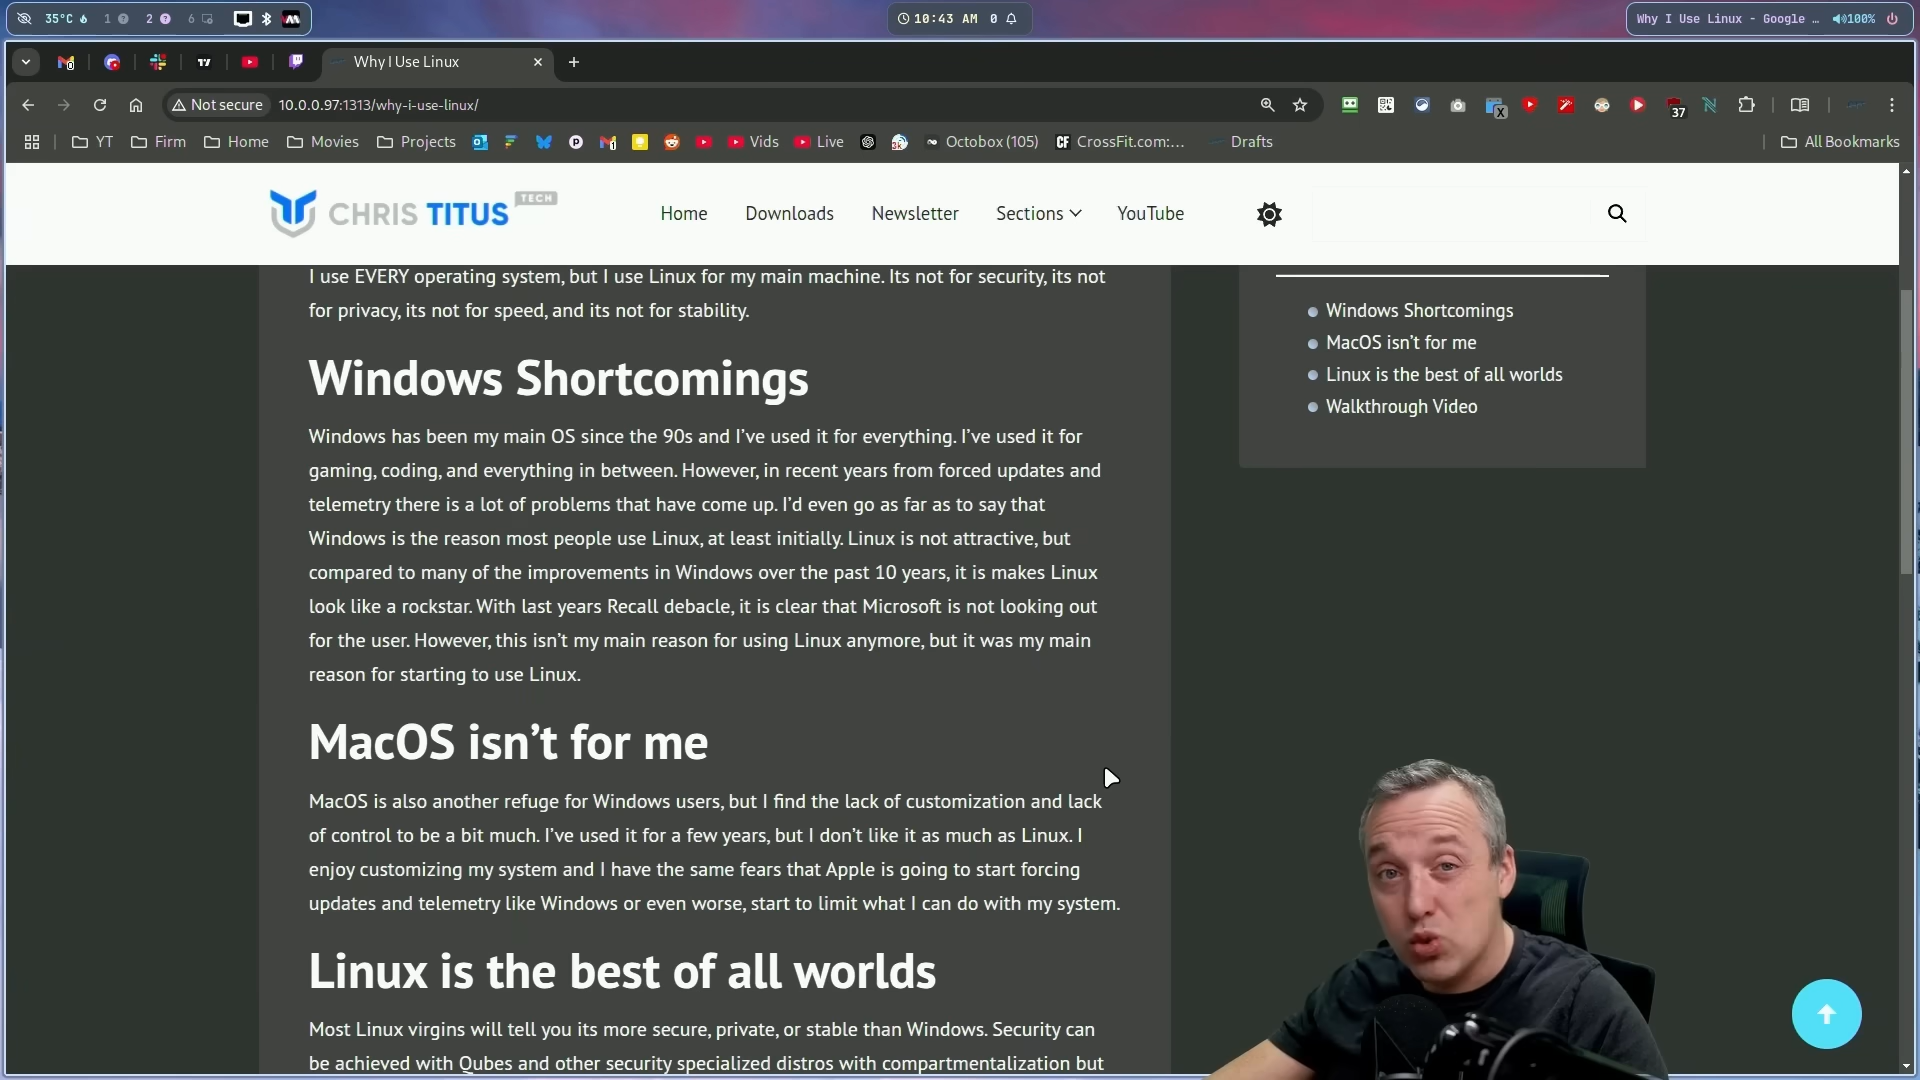 35°C 1 2 6
10:43 AM 0
Why I Use Linux - Google …
100%
Why I Use Linux
Not secure 10.0.0.97:1313/why-i-use-linux/
37
YT Firm Home Movies Projects Vids Live Octobox (105) CrossFit.com:... Drafts All Bookmarks
CHRIS TITUS TECH
Home Downloads Newsletter Sections YouTube
I use EVERY operating system, but I use Linux for my main machine. Its not for security, its not
for privacy, its not for speed, and its not for stability.
Windows Shortcomings
Windows has been my main OS since the 90s and I’ve used it for everything. I’ve used it for
gaming, coding, and everything in between. However, in recent years from forced updates and
telemetry there is a lot of problems that have come up. I’d even go as far as to say that
Windows is the reason most people use Linux, at least initially. Linux is not attractive, but
compared to many of the improvements in Windows over the past 10 years, it is makes Linux
look like a rockstar. With last years Recall debacle, it is clear that Microsoft is not looking out
for the user. However, this isn’t my main reason for using Linux anymore, but it was my main
reason for starting to use Linux.
MacOS isn’t for me
MacOS is also another refuge for Windows users, but I find the lack of customization and lack
of control to be a bit much. I’ve used it for a few years, but I don’t like it as much as Linux. I
enjoy customizing my system and I have the same fears that Apple is going to start forcing
updates and telemetry like Windows or even worse, start to limit what I can do with my system.
Linux is the best of all worlds
Most Linux virgins will tell you its more secure, private, or stable than Windows. Security can
be achieved with Qubes and other security specialized distros with compartmentalization but
Windows Shortcomings
MacOS isn’t for me
Linux is the best of all worlds
Walkthrough Video